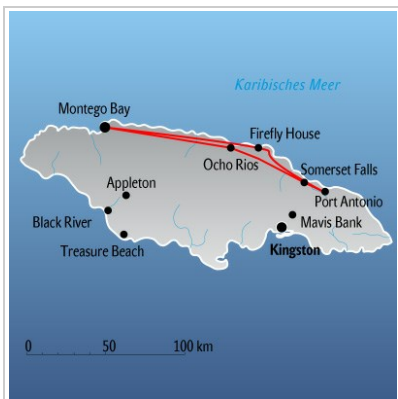 Karibisches Meer
Montego Bay
Firefly House
Ocho Rios
Somerset Falls
Appleton
Port Antonio
Black River
Mavis Bank
Treasure Beach
Kingston
0 50 100 km